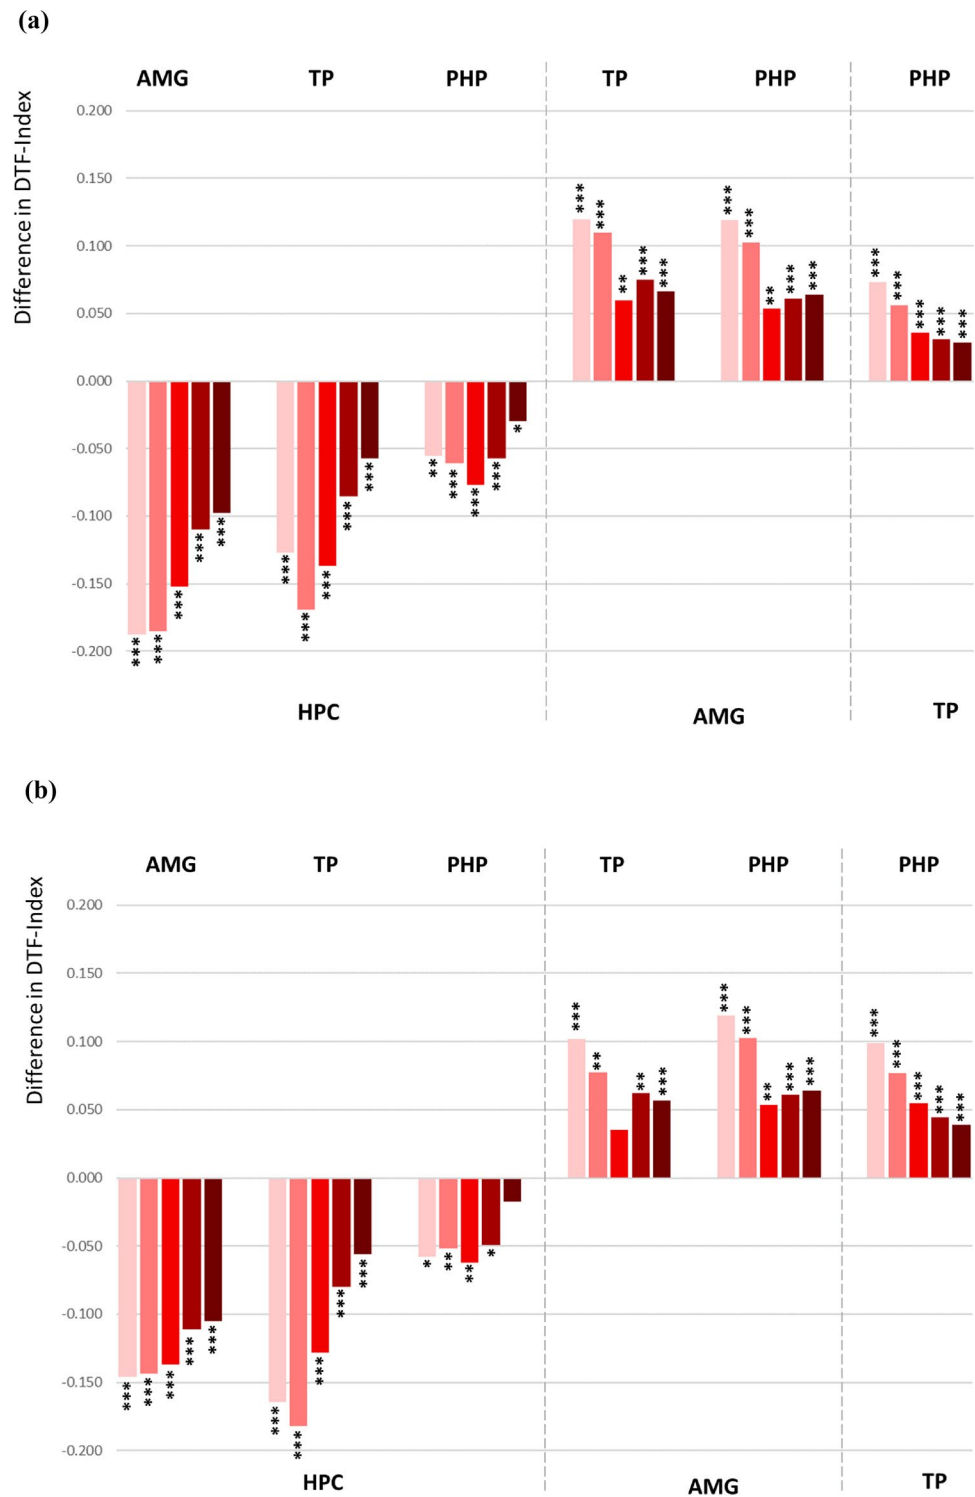 (a)
AMG TP PHP TP PHP PHP
Difference in DTF-Index
0.200
0.150
0.100
0.050
0.000
-0.050
-0.100
-0.150
-0.200
*** *** *** *** ***
*** *** *** *** ***
** *** *** *** *
*** *** ** *** ***
*** *** ** *** ***
*** *** *** *** ***
HPC AMG TP
(b)
AMG TP PHP TP PHP PHP
Difference in DTF-Index
0.200
0.150
0.100
0.050
0.000
-0.050
-0.100
-0.150
-0.200
*** *** *** *** ***
*** *** *** *** ***
* ** ** *
*** ** ** ***
*** *** ** *** ***
*** *** *** *** ***
HPC AMG TP